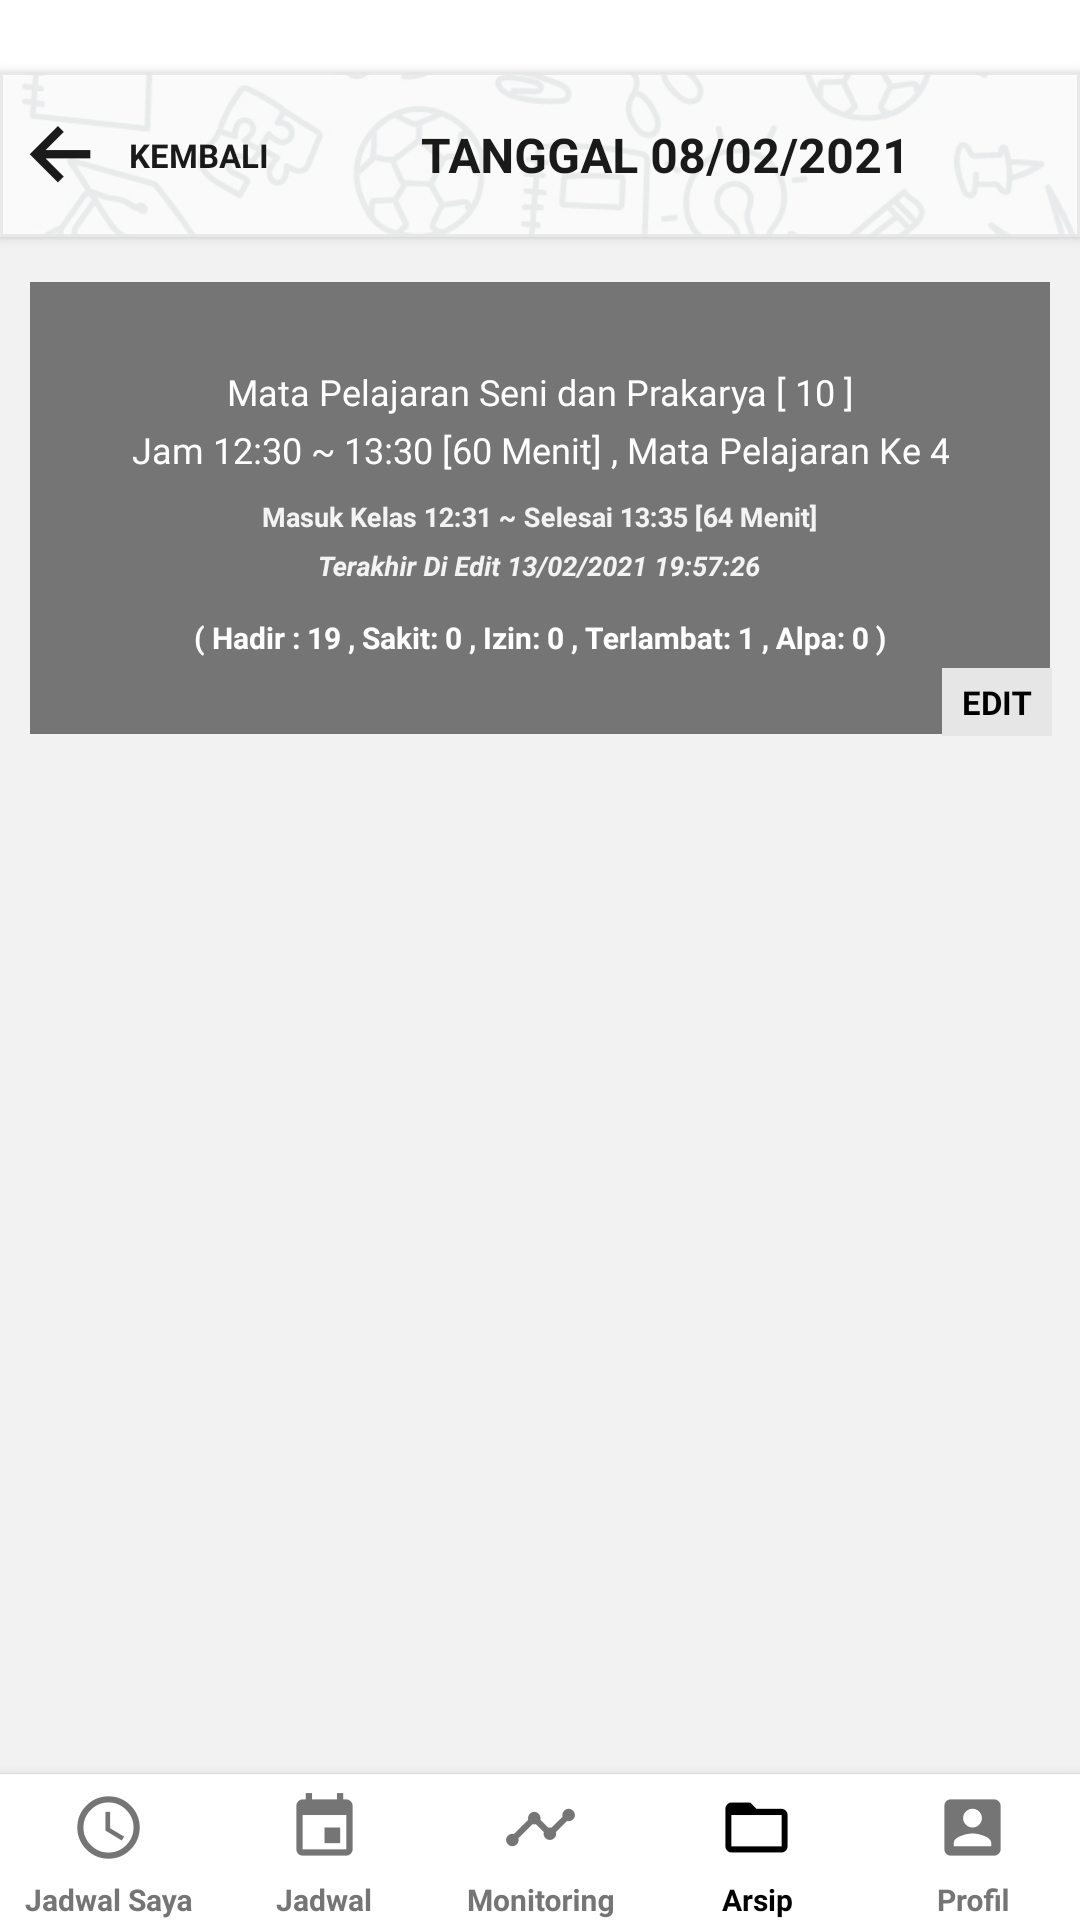 KEMBALI
TANGGAL 08/02/2021
Mata Pelajaran Seni dan Prakarya [ 10 ]
Jam 12:30 ~ 13:30 [60 Menit] , Mata Pelajaran Ke 4
Masuk Kelas 12:31 ~ Selesai 13:35 [64 Menit]
Terakhir Di Edit 13/02/2021 19:57:26
( Hadir : 19 , Sakit: 0 , Izin: 0 , Terlambat: 1 , Alpa: 0 )
EDIT
Jadwal Saya
Jadwal
Monitoring
Arsip
Profil